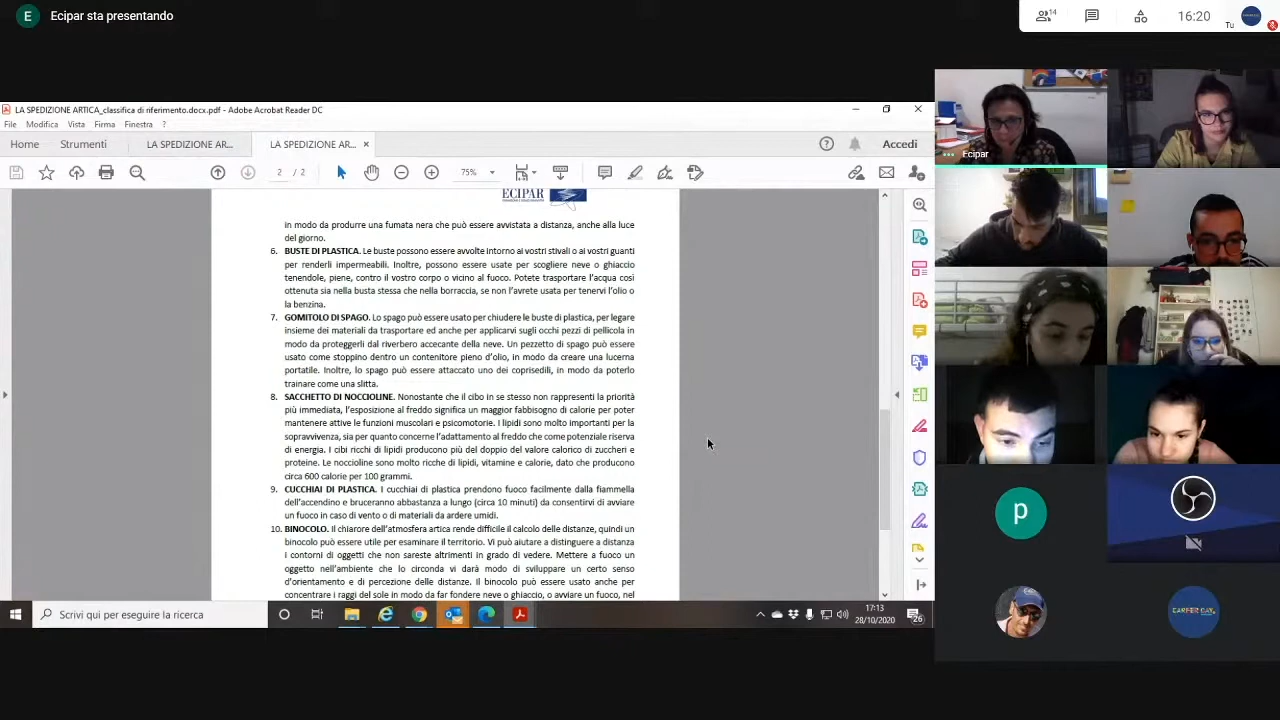 E Ecipar sta presentando
14
16:20
Tu
LA SPEDIZIONE ARTICA_classifica di riferimento.docx.pdf - Adobe Acrobat Reader DC
File Modifica Vista Firma Finestra ?
Home Strumenti LA SPEDIZIONE AR... LA SPEDIZIONE AR... × Accedi
2 / 2 75%
ECIPAR
in modo da produrre una fumata nera che può essere avvistata a distanza, anche alla luce
del giorno.
6. BUSTE DI PLASTICA. Le buste possono essere avvolte intorno ai vostri stivali o ai vostri guanti
per renderli impermeabili. Inoltre, possono essere usate per scogliere neve o ghiaccio
tenendole, piene, contro il vostro corpo o vicino al fuoco. Potete trasportare l'acqua così
ottenuta sia nella busta stessa che nella borraccia, se non l'avrete usata per tenervi l'olio o
la benzina.
7. GOMITOLO DI SPAGO. Lo spago può essere usato per chiudere le buste di plastica, per legare
insieme dei materiali da trasportare ed anche per applicarvi sugli occhi pezzi di pellicola in
modo da proteggerli dal riverbero accecante della neve. Un pezzetto di spago può essere
usato come stoppino dentro un contenitore pieno d'olio, in modo da creare una lucerna
portatile. Inoltre, lo spago può essere attaccato uno dei coprisedili, in modo da poterlo
trainare come una slitta.
8. SACCHETTO DI NOCCIOLINE. Nonostante che il cibo in se stesso non rappresenti la priorità
più immediata, l'esposizione al freddo significa un maggior fabbisogno di calorie per poter
mantenere attive le funzioni muscolari e psicomotorie. I lipidi sono molto importanti per la
sopravvivenza, sia per quanto concerne l'adattamento al freddo che come potenziale riserva
di energia. I cibi ricchi di lipidi producono più del doppio del valore calorico di zuccheri e
proteine. Le noccioline sono molto ricche di lipidi, vitamine e calorie, dato che producono
circa 600 calorie per 100 grammi.
9. CUCCHIAI DI PLASTICA. I cucchiai di plastica prendono fuoco facilmente dalla fiammella
dell'accendino e bruceranno abbastanza a lungo (circa 10 minuti) da consentirvi di avviare
un fuoco in caso di vento o di materiali da ardere umidi.
10. BINOCOLO. Il chiarore dell'atmosfera artica rende difficile il calcolo delle distanze, quindi un
binocolo può essere utile per esaminare il territorio. Vi può aiutare a distinguere a distanza
i contorni di oggetti che non sareste altrimenti in grado di vedere. Mettere a fuoco un
oggetto nell'ambiente che lo circonda vi darà modo di sviluppare un certo senso
d'orientamento e di percezione delle distanze. Il binocolo può essere usato anche per
concentrare i raggi del sole in modo da far fondere neve o ghiaccio, o avviare un fuoco, nel
Scrivi qui per eseguire la ricerca
17:13
28/10/2020
26
Ecipar
p
CAREER DAY